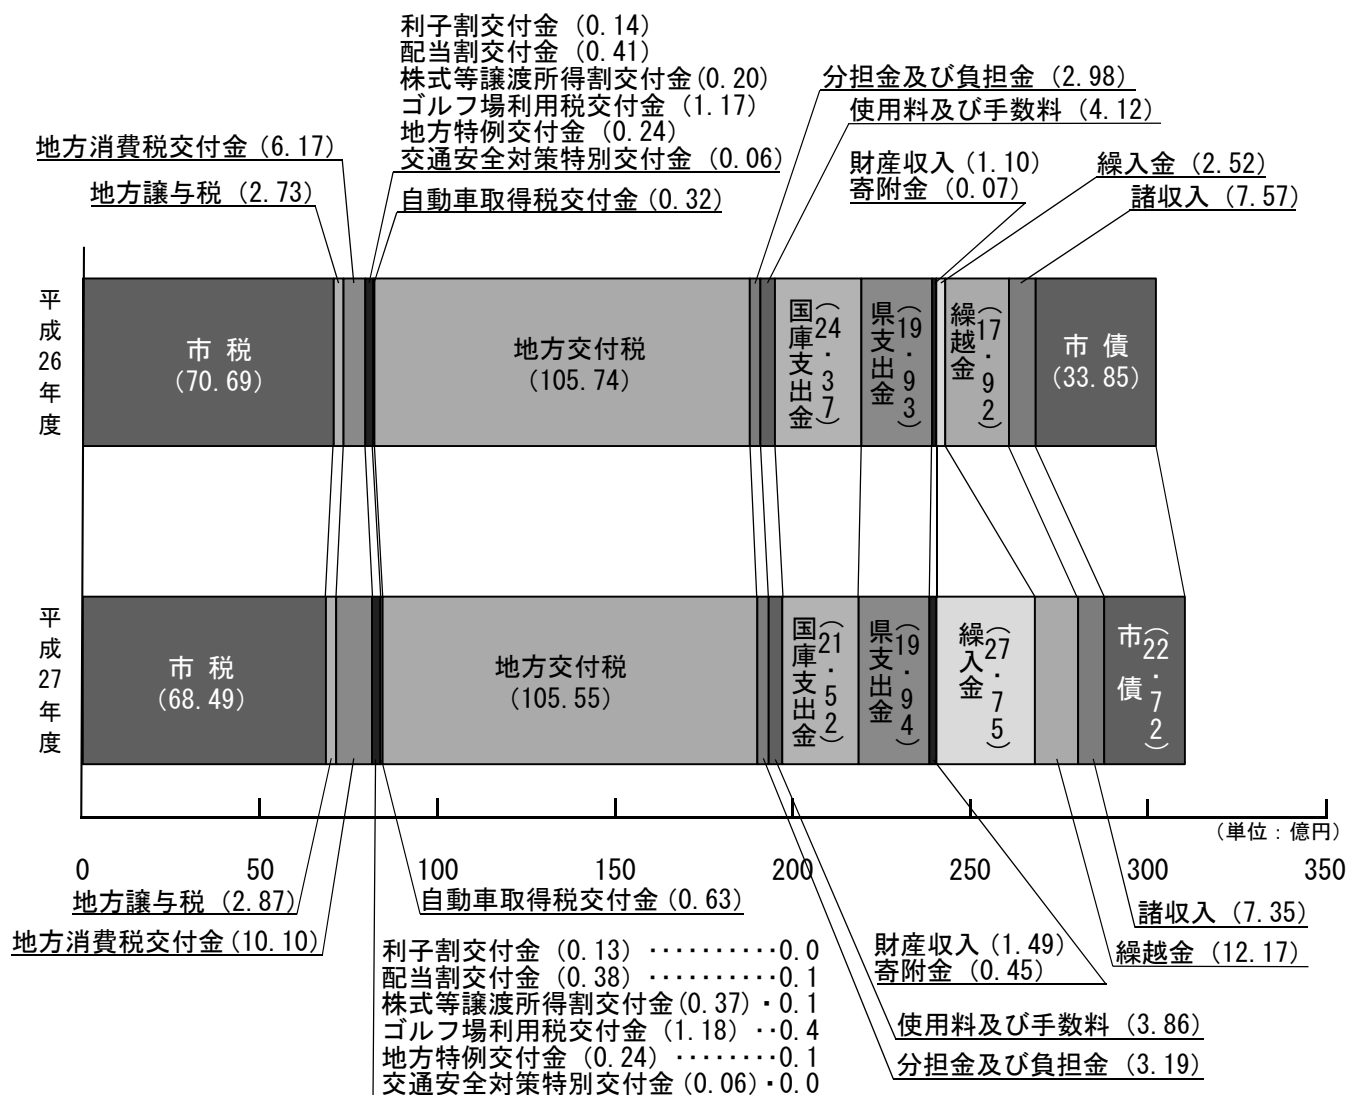 利子割交付金 (0.14)
配当割交付金 (0.41)
株式等譲渡所得割交付金(0.20)
ゴルフ場利用税交付金 (1.17)
地方特例交付金 (0.24)
交通安全対策特別交付金 (0.06)
自動車取得税交付金 (0.32)
地方消費税交付金 (6.17)
地方譲与税 (2.73)
分担金及び負担金 (2.98)
使用料及び手数料 (4.12)
財産収入 (1.10)
寄附金 (0.07)
繰入金 (2.52)
諸収入 (7.57)
平成26年度
市税
(70.69)
地方交付税
(105.74)
国庫支出金
(24.37)
県支出金
(19.93)
繰越金
(17.92)
市債
(33.85)
平成27年度
市税
(68.49)
地方交付税
(105.55)
国庫支出金
(21.52)
県支出金
(19.94)
繰入金
(27.75)
市債
(22.72)
(単位:億円)
0 50 100 150 200 250 300 350
地方譲与税 (2.87)
地方消費税交付金(10.10)
自動車取得税交付金(0.63)
利子割交付金 (0.13) ··········0.0
配当割交付金 (0.38) ·········0.1
株式等譲渡所得割交付金(0.37)·0.1
ゴルフ場利用税交付金 (1.18) ··0.4
地方特例交付金 (0.24) ········0.1
交通安全対策特別交付金(0.06)·0.0
財産収入 (1.49)
寄附金 (0.45)
使用料及び手数料 (3.86)
分担金及び負担金 (3.19)
諸収入 (7.35)
繰越金 (12.17)